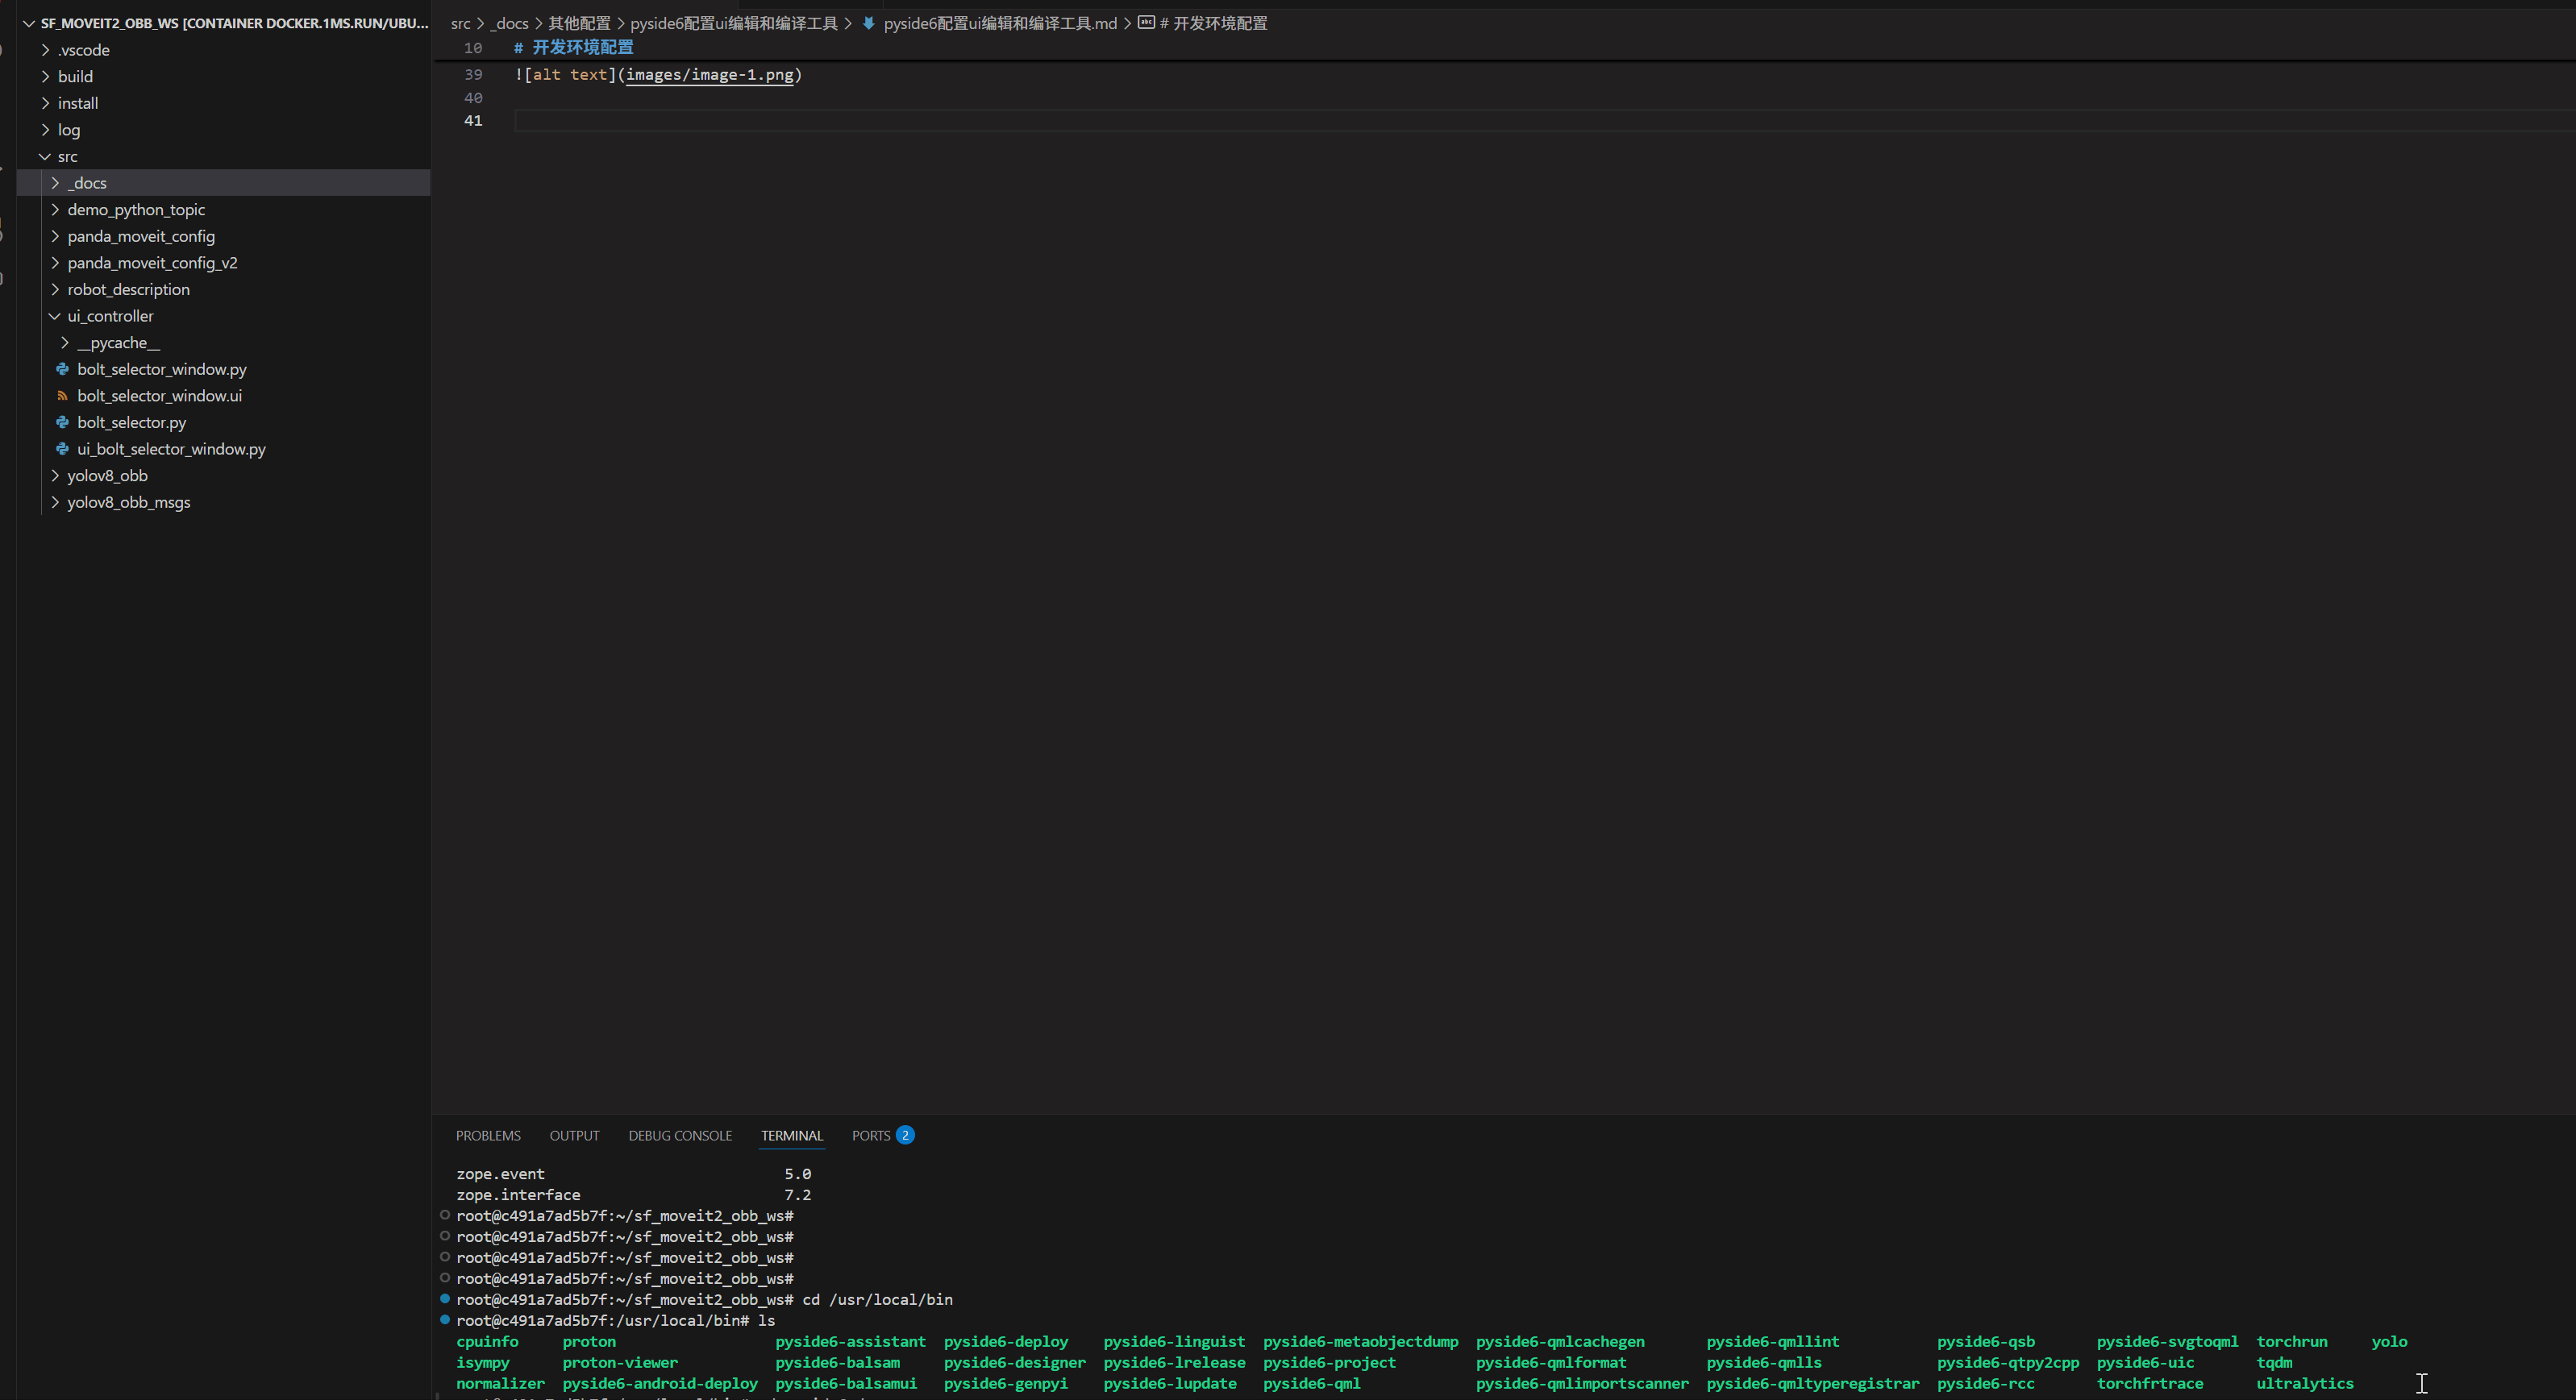 SF_MOVEIT2_OBB_WS [CONTAINER DOCKER.1MS.RUN/UBU...
.vscode
build
install
log
src
_docs
demo_python_topic
panda_moveit_config
panda_moveit_config_v2
robot_description
ui_controller
__pycache__
bolt_selector_window.py
bolt_selector_window.ui
bolt_selector.py
ui_bolt_selector_window.py
yolov8_obb
yolov8_obb_msgs
src > _docs > 其他配置 > pyside6配置ui编辑和编译工具 > pyside6配置ui编辑和编译工具.md > # 开发环境配置
10 # 开发环境配置
39 ![alt text](images/image-1.png)
40
41
PROBLEMS OUTPUT DEBUG CONSOLE TERMINAL PORTS 2
zope.event 5.0
zope.interface 7.2
root@c491a7ad5b7f:~/sf_moveit2_obb_ws#
root@c491a7ad5b7f:~/sf_moveit2_obb_ws#
root@c491a7ad5b7f:~/sf_moveit2_obb_ws#
root@c491a7ad5b7f:~/sf_moveit2_obb_ws#
root@c491a7ad5b7f:~/sf_moveit2_obb_ws# cd /usr/local/bin
root@c491a7ad5b7f:/usr/local/bin# ls
cpuinfo proton pyside6-assistant pyside6-deploy pyside6-linguist pyside6-metaobjectdump pyside6-qmlcachegen pyside6-qmllint pyside6-qsb pyside6-svgtoqml torchrun yolo
isympy proton-viewer pyside6-balsam pyside6-designer pyside6-lrelease pyside6-project pyside6-qmlformat pyside6-qmlls pyside6-qtpy2cpp pyside6-uic tqdm
normalizer pyside6-android-deploy pyside6-balsamui pyside6-genpyi pyside6-lupdate pyside6-qml pyside6-qmlimportscanner pyside6-qmltyperegistrar pyside6-rcc torchfrtrace ultralytics